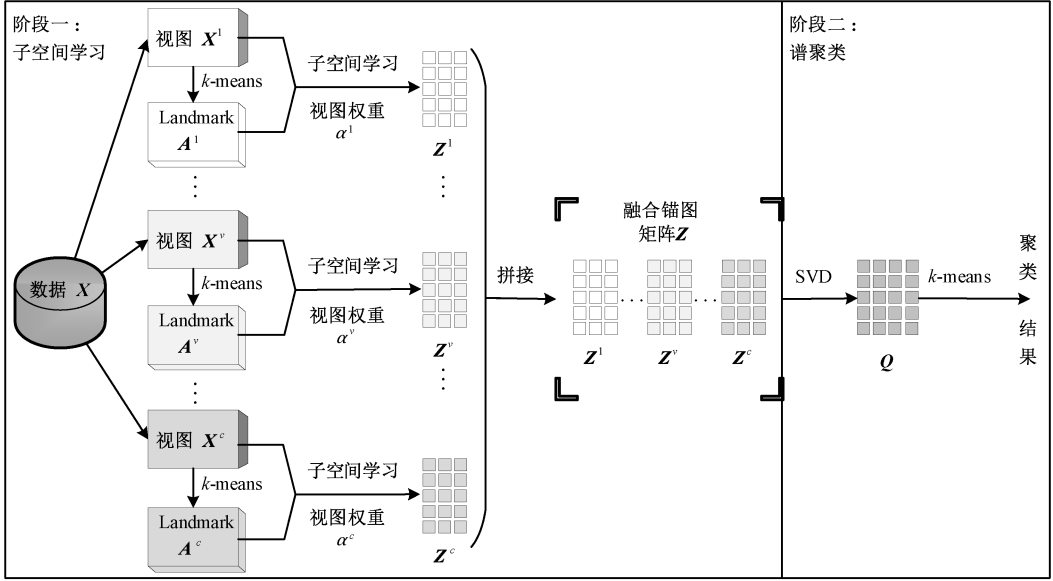 阶段一：
子空间学习
视图 X¹
k-means
Landmark
A¹
子空间学习
视图权重
α¹
Z¹
⋮
⋮
数据 X
视图 Xᵛ
k-means
Landmark
Aᵛ
子空间学习
视图权重
αᵛ
Zᵛ
⋮
⋮
视图 Xᶜ
k-means
Landmark
Aᶜ
子空间学习
视图权重
αᶜ
Zᶜ
拼接
融合锚图
矩阵Z
… …
Z¹ Zᵛ Zᶜ
阶段二：
谱聚类
SVD
Q
k-means
聚类结果